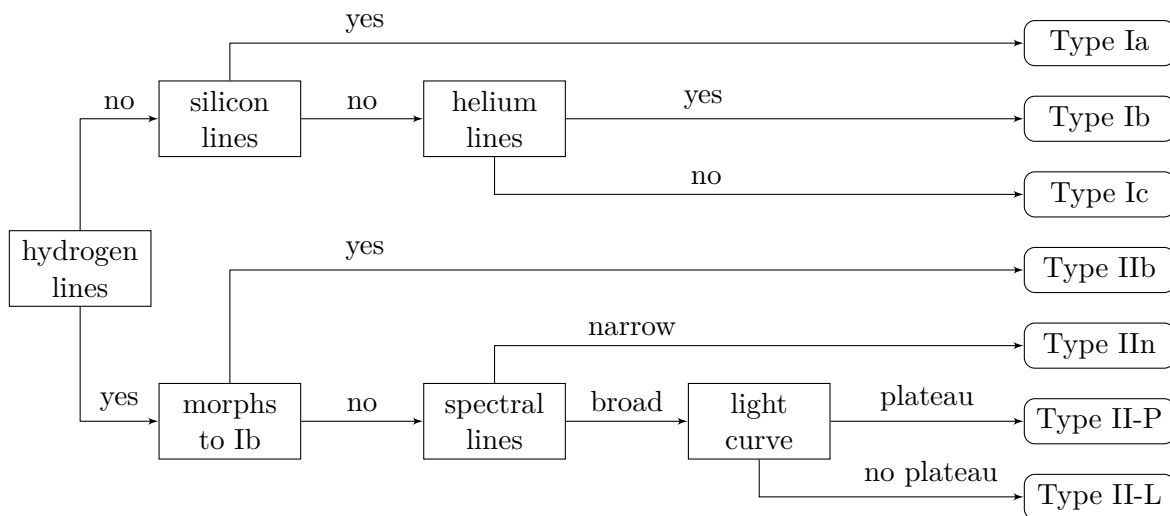 yes
Type Ia
no
silicon
lines
no
helium
lines
yes
Type Ib
no
Type Ic
hydrogen
lines
yes
Type IIb
narrow
Type IIn
yes
morphs
to Ib
no
spectral
lines
broad
light
curve
plateau
Type II-P
no plateau
Type II-L